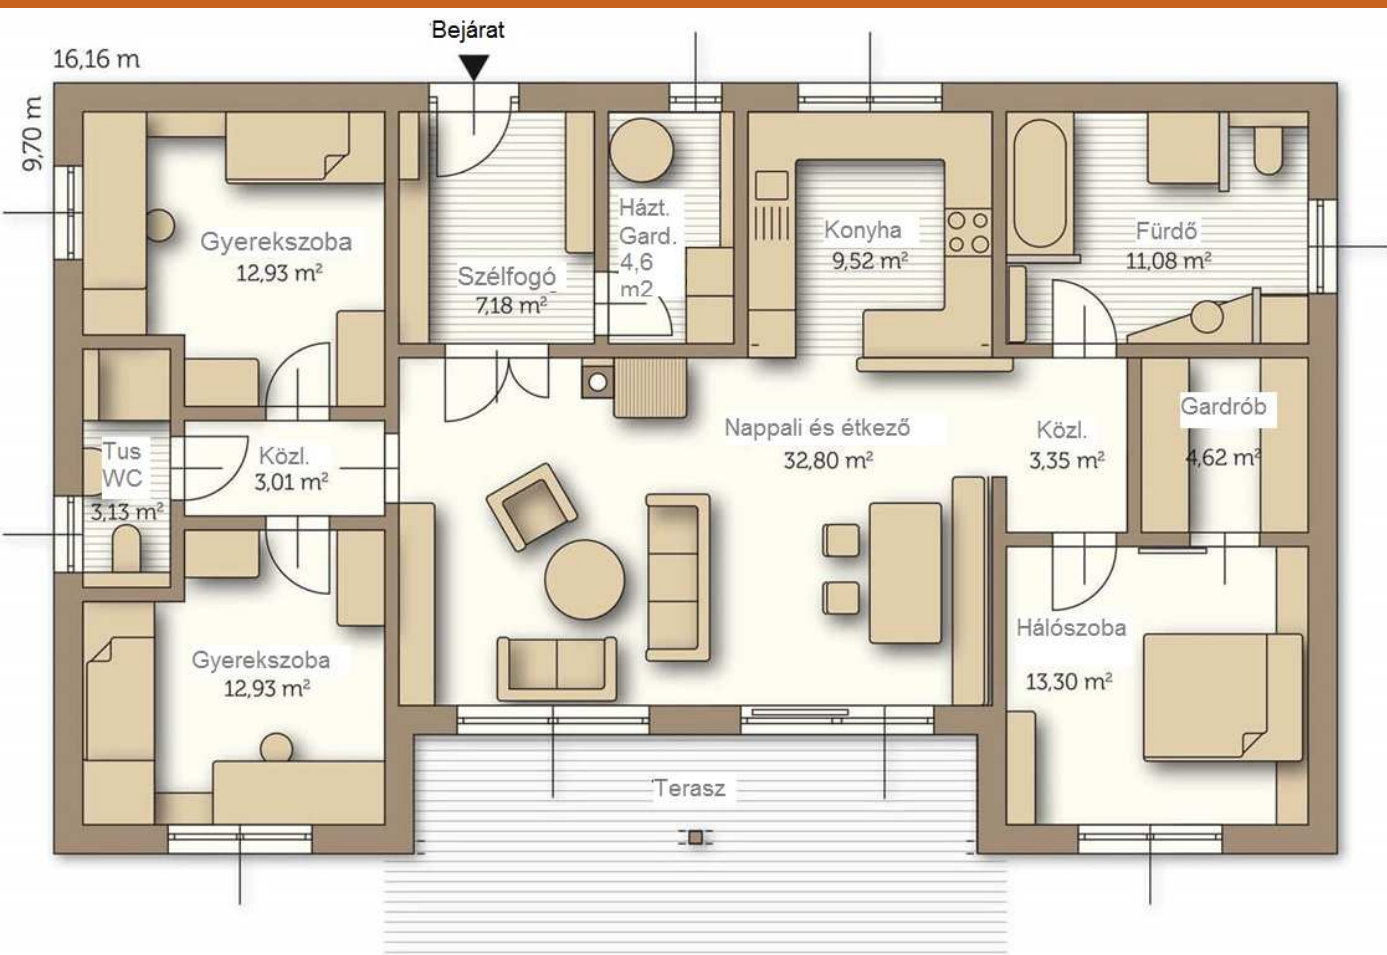 Bejárat
16,16 m
9,70 m
Gyerekszoba
12,93 m²
Szélfogó
7,18 m²
Házt.
Gard.
4,6
m2
Konyha
9,52 m²
Fürdő
11,08 m²
Tus
WC
3,13 m²
Közl.
3,01 m²
Nappali és étkező
32,80 m²
Közl.
3,35 m²
Gardrób
4,62 m²
Gyerekszoba
12,93 m²
Hálószoba
13,30 m²
Terasz